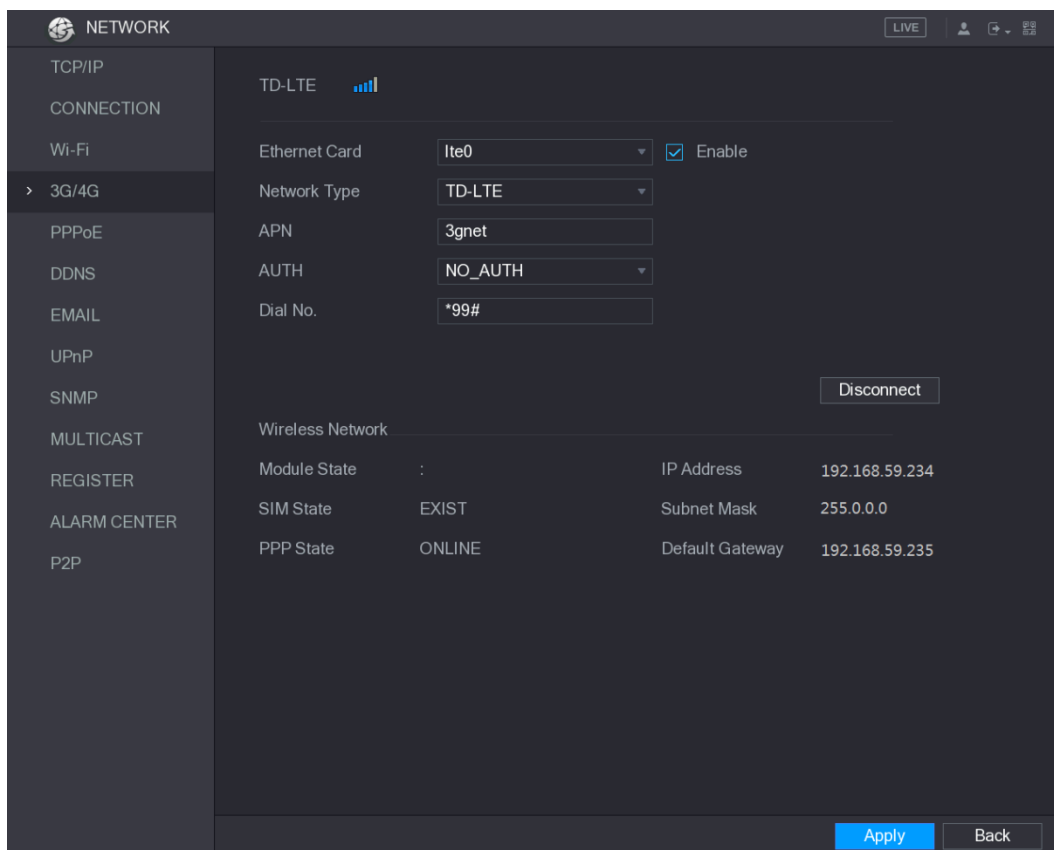 NETWORK
LIVE
TCP/IP
CONNECTION
Wi-Fi
3G/4G
PPPoE
DDNS
EMAIL
UPnP
SNMP
MULTICAST
REGISTER
ALARM CENTER
P2P
TD-LTE
Ethernet Card lte0 Enable
Network Type TD-LTE
APN 3gnet
AUTH NO_AUTH
Dial No. *99#
Disconnect
Wireless Network
Module State : IP Address 192.168.59.234
SIM State EXIST Subnet Mask 255.0.0.0
PPP State ONLINE Default Gateway 192.168.59.235
Apply Back